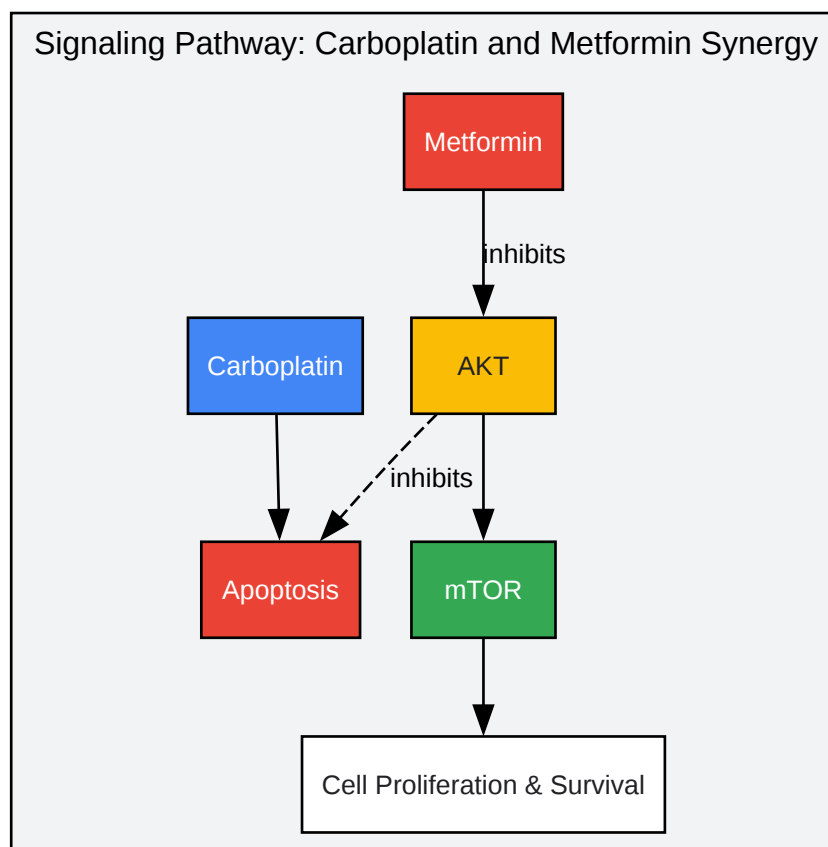 Signaling Pathway: Carboplatin and Metformin Synergy
Metformin
inhibits
Carboplatin
AKT
inhibits
Apoptosis
mTOR
Cell Proliferation & Survival